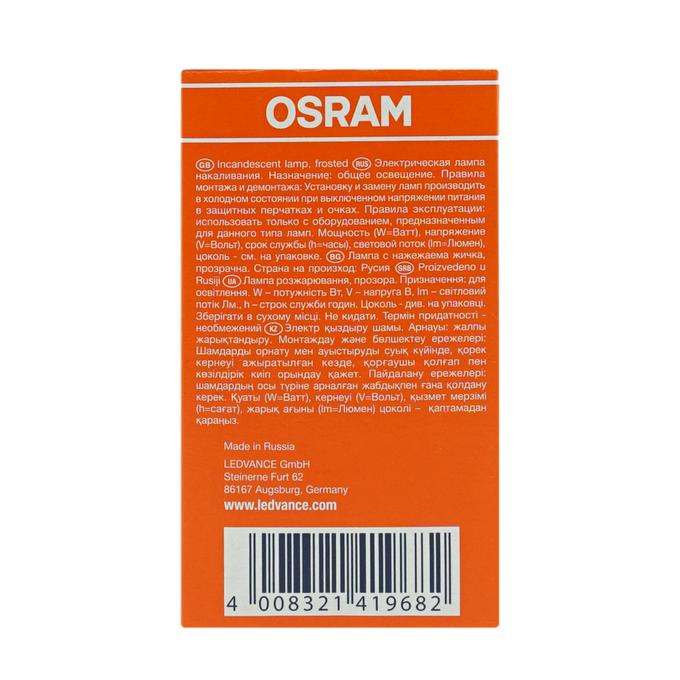 OSRAM
GB Incandescent lamp, frosted RUS Электрическая лампа
накаливания. Назначение: общее освещение. Правила
монтажа и демонтажа: Установку и замену ламп производить
в холодном состоянии при выключенном напряжении питания
в защитных перчатках и очках. Правила эксплуатации:
использовать только с оборудованием, предназначенным
для данного типа ламп. Мощность (W=Ватт), напряжение
(V=Вольт), срок службы (h=часы), световой поток (lm=Люмен),
цоколь - см. на упаковке. BG Лампа с нажежаема жичка,
прозрачна. Страна на произход: Русия SRB Proizvedeno u
Rusiji UA Лампа розжарювання, прозора. Призначення: для
освітлення. W – потужність Вт, V – напруга В, lm – світловий
потік Лм., h – строк служби годин. Цоколь - див. на упаковці.
Зберігати в сухому місці. Не кидати. Термін придатності -
необмежений KZ Электр қыздыру шамы. Арнауы: жалпы
жарықтандыру. Монтаждау және бөлшектеу ережелері:
Шамдарды орнату мен ауыстыруды суық күйінде, қорек
кернеуі ажыратылған кезде, қорғаушы қолғап пен
көзілдірік киіп орындау қажет. Пайдалану ережелері:
шамдардың осы түріне арналған жабдықпен ғана қолдану
керек. Қуаты (W=Ватт), кернеуі (V=Вольт), қызмет мерзімі
(h=сағат), жарық ағыны (lm=Люмен) цоколі – қаптамадан
қараңыз.
Made in Russia
LEDVANCE GmbH
Steinerne Furt 62
86167 Augsburg, Germany
www.ledvance.com
4 008321 419682